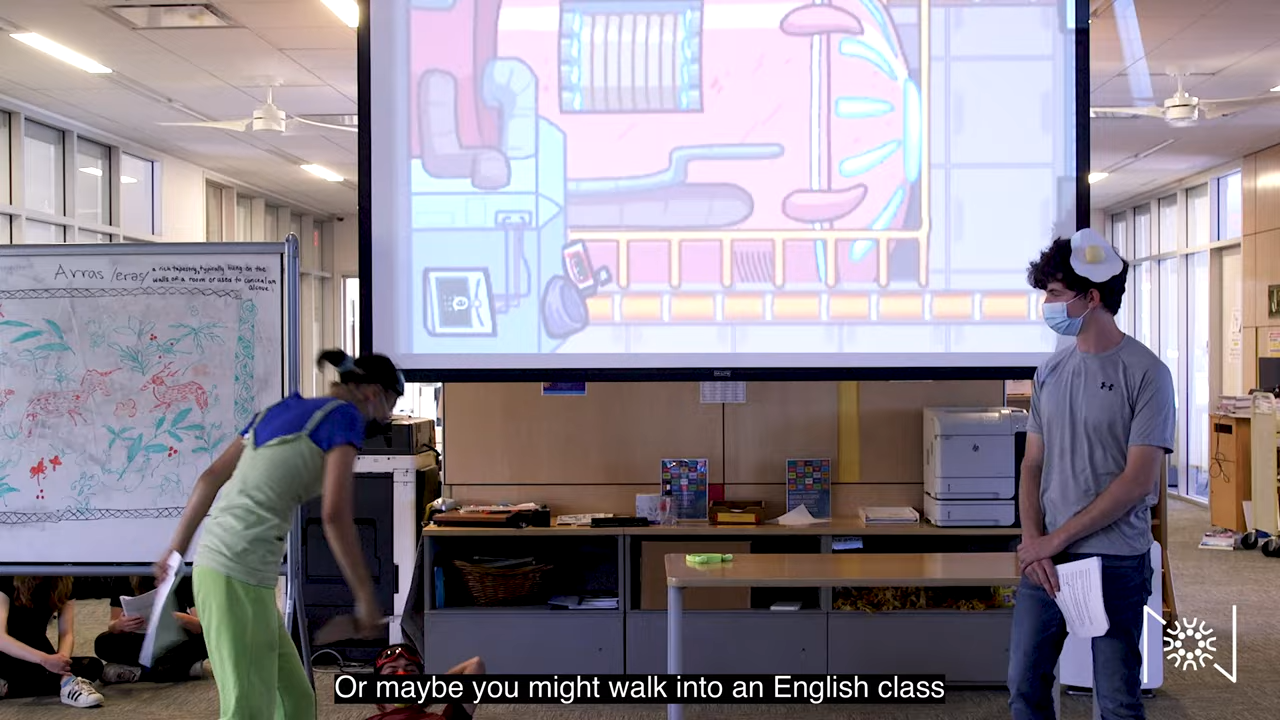 Arras /eras/ a rich tapestry, typically hung on the
walls of a room or used to conceal an
alcove.
Or maybe you might walk into an English class